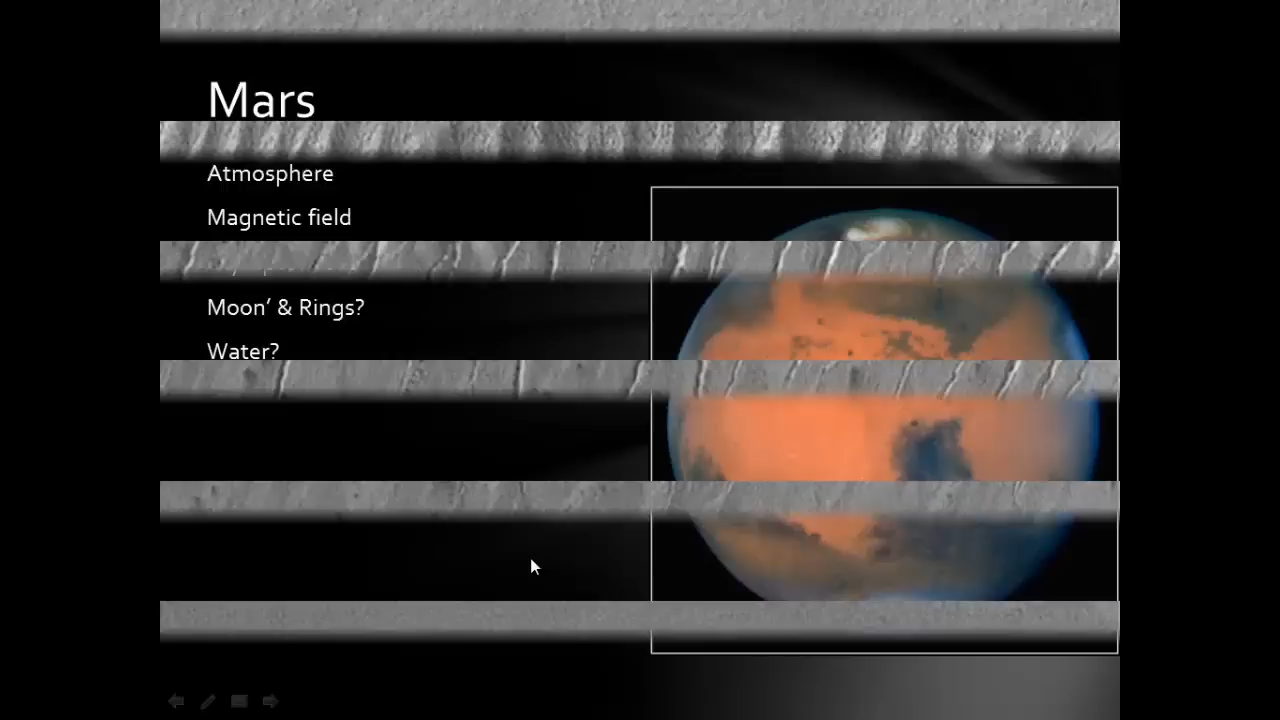 Mars
Atmosphere
Magnetic field
Moon’ & Rings?
Water?